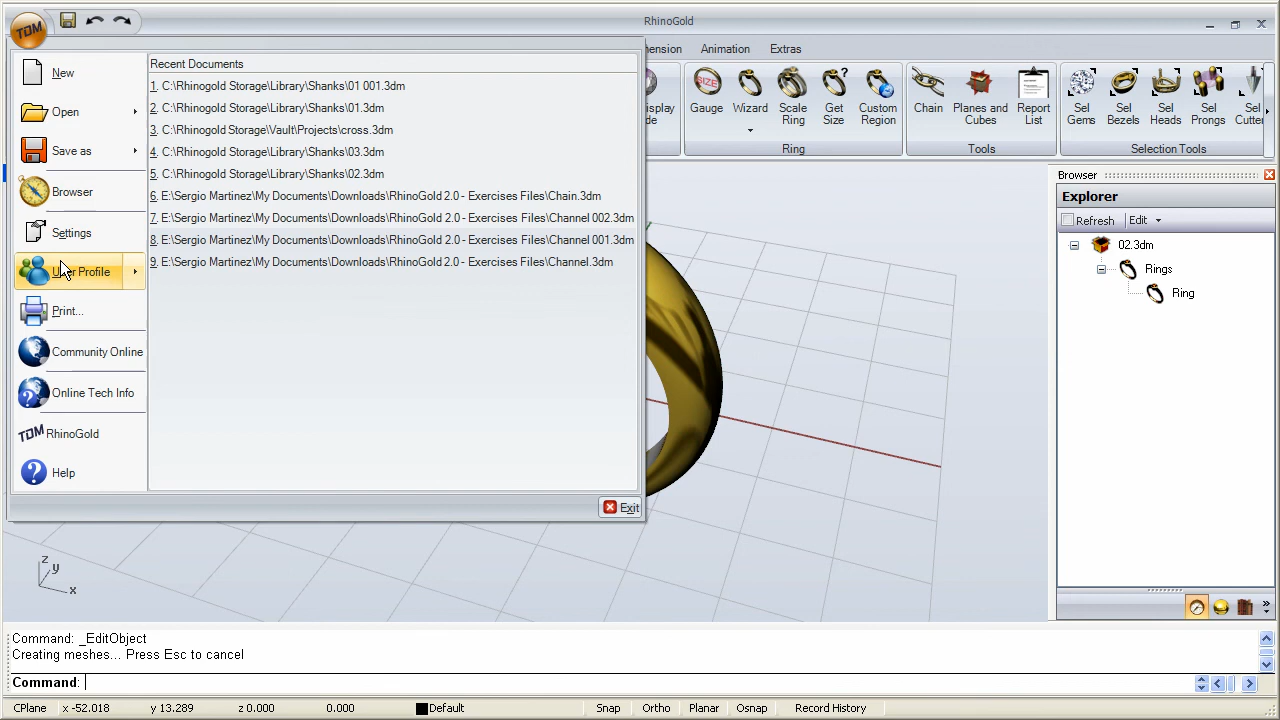 RhinoGold
TDM
ension Animation Extras
New
Open
Save as
Browser
Settings
User Profile
Print...
Community Online
Online Tech Info
TDM RhinoGold
Help
Recent Documents
1. C:\Rhinogold Storage\Library\Shanks\01 001.3dm
2. C:\Rhinogold Storage\Library\Shanks\01.3dm
3. C:\Rhinogold Storage\Vault\Projects\cross.3dm
4. C:\Rhinogold Storage\Library\Shanks\03.3dm
5. C:\Rhinogold Storage\Library\Shanks\02.3dm
6. E:\Sergio Martinez\My Documents\Downloads\RhinoGold 2.0 - Exercises Files\Chain.3dm
7. E:\Sergio Martinez\My Documents\Downloads\RhinoGold 2.0 - Exercises Files\Channel 002.3dm
8. E:\Sergio Martinez\My Documents\Downloads\RhinoGold 2.0 - Exercises Files\Channel 001.3dm
9. E:\Sergio Martinez\My Documents\Downloads\RhinoGold 2.0 - Exercises Files\Channel.3dm
Exit
splay
SIZE
Gauge
Wizard
Scale
Ring
Get
Size
Custom
Region
Ring
Chain
Planes and
Cubes
Report
List
Tools
Sel
Gems
Sel
Bezels
Sel
Heads
Sel
Prongs
Sel
Cutter
Selection Tools
Browser
Explorer
Refresh Edit
02.3dm
Rings
Ring
z
y
x
Command: _EditObject
Creating meshes... Press Esc to cancel
Command:
CPlane x -52.018 y 13.289 z 0.000 0.000 Default Snap Ortho Planar Osnap Record History